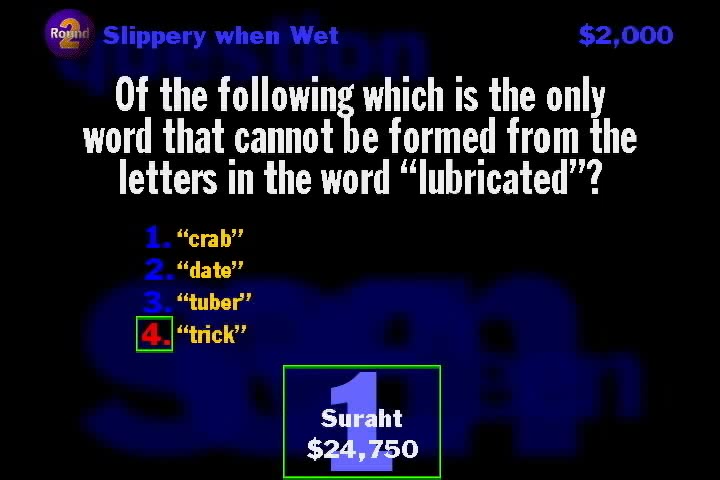 Round 2 Slippery when Wet $2,000
Of the following which is the only
word that cannot be formed from the
letters in the word “lubricated”?
1. “crab”
2. “date”
3. “tuber”
4. “trick”
1
Suraht
$24,750